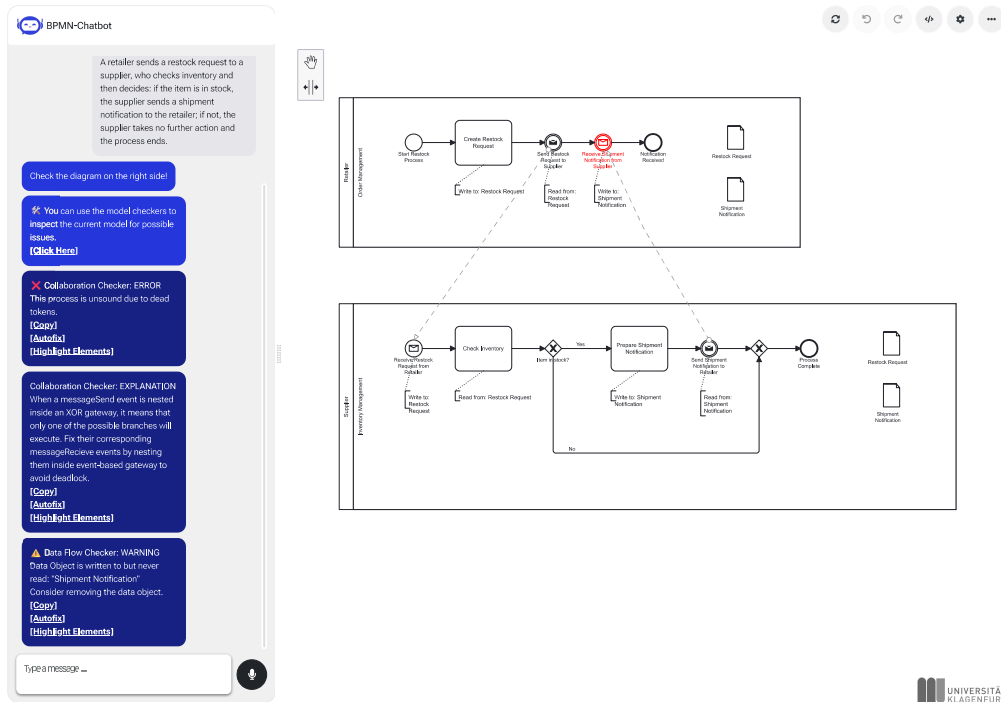 BPMN-Chatbot
A retailer sends a restock request to a
supplier, who checks inventory and
then decides: if the item is in stock,
the supplier sends a shipment
notification to the retailer; if not, the
supplier takes no further action and
the process ends.
Check the diagram on the right side!
🛠 You can use the model checkers to
inspect the current model for possible
issues.
[Click Here]
❌ Collaboration Checker: ERROR
This process is unsound due to dead
tokens.
[Copy]
[Autofix]
[Highlight Elements]
Collaboration Checker: EXPLANATION
When a messageSend event is nested
inside an XOR gateway, it means that
only one of the possible branches will
execute. Fix their corresponding
messageRecieve events by nesting
them inside event-based gateway to
avoid deadlock.
[Copy]
[Autofix]
[Highlight Elements]
⚠ Data Flow Checker: WARNING
Data Object is written to but never
read: "Shipment Notification"
Consider removing the data object.
[Copy]
[Autofix]
[Highlight Elements]
Type a message ...
Retailer
Order Management
Start Restock
Process
Create Restock
Request
Send Restock
Request to
Supplier
Receive Shipment
Notification from
Supplier
Notification
Received
Write to: Restock Request
Read from:
Restock
Request
Write to:
Shipment
Notification
Restock Request
Shipment
Notification
Supplier
Inventory Management
Receive Restock
Request from
Retailer
Check Inventory
Item in stock?
Yes
Prepare Shipment
Notification
Send Shipment
Notification to
Retailer
Process
Complete
Write to:
Restock
Request
Read from: Restock Request
Write to: Shipment
Notification
Read from:
Shipment
Notification
No
Restock Request
Shipment
Notification
UNIVERSITÄ
KLAGENFUR